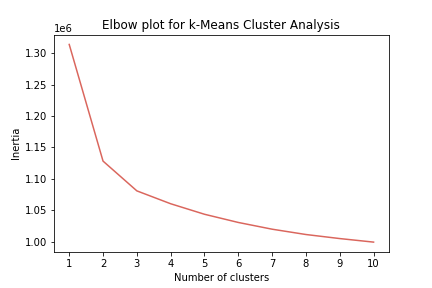 Elbow plot for k-Means Cluster Analysis
1e6
1.30
1.25
1.20
1.15
1.10
1.05
1.00
Inertia
1 2 3 4 5 6 7 8 9 10
Number of clusters